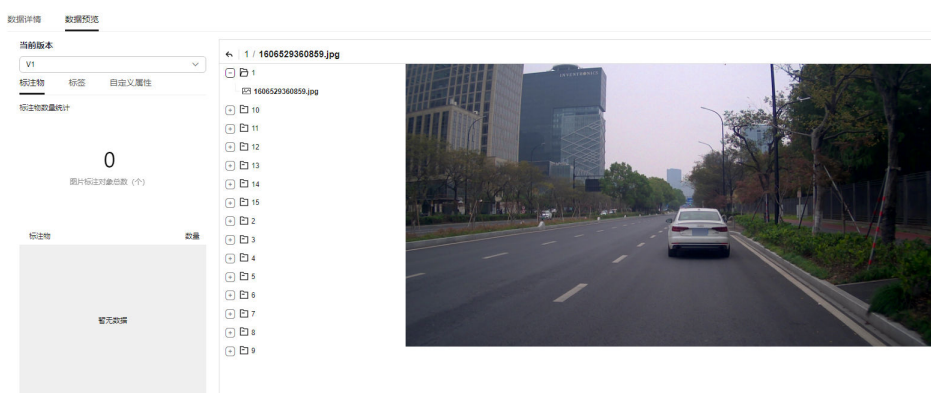 数据详情 数据预览
当前版本
V1
标注物 标签 自定义属性
标注物数量统计
0
图片标注对象总数（个）
标注物 数量
暂无数据
1 / 1606529360859.jpg
1
1606529360859.jpg
10
11
12
13
14
15
2
3
4
5
6
7
8
9